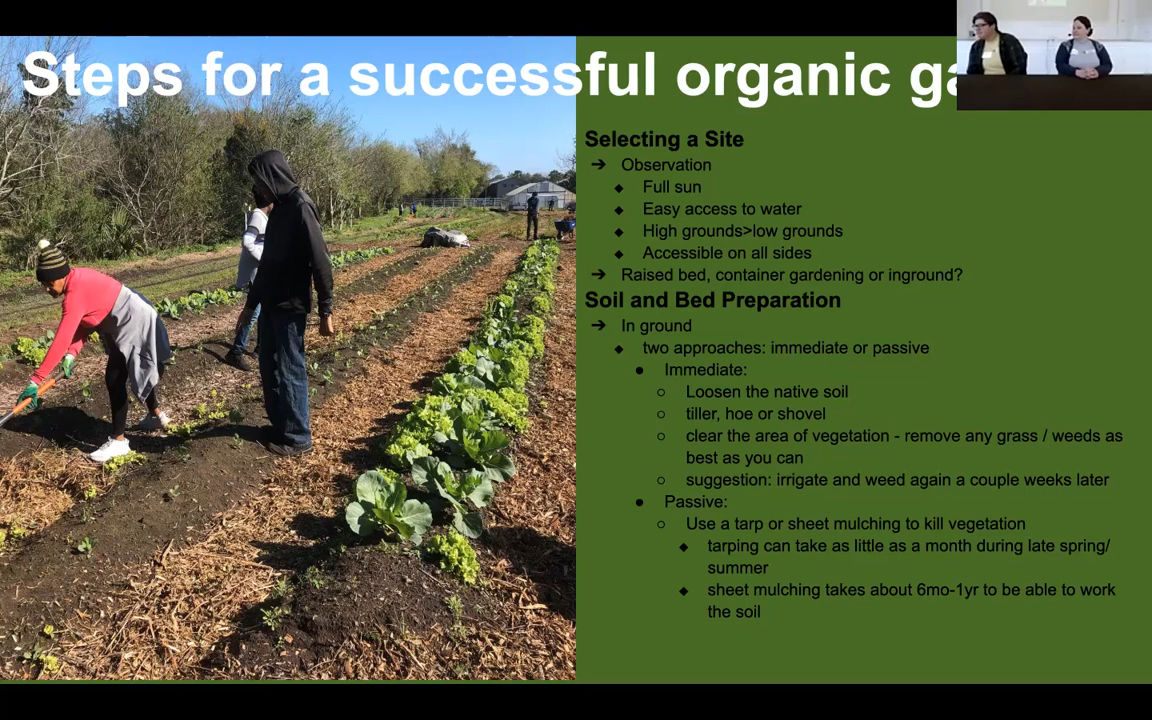 Steps for a successful organic
Selecting a Site
➔ Observation
◆ Full sun
◆ Easy access to water
◆ High grounds>low grounds
◆ Accessible on all sides
➔ Raised bed, container gardening or inground?
Soil and Bed Preparation
➔ In ground
◆ two approaches: immediate or passive
● Immediate:
○ Loosen the native soil
○ tiller, hoe or shovel
○ clear the area of vegetation - remove any grass / weeds as
best as you can
○ suggestion: irrigate and weed again a couple weeks later
● Passive:
○ Use a tarp or sheet mulching to kill vegetation
◆ tarping can take as little as a month during late spring/
summer
◆ sheet mulching takes about 6mo-1yr to be able to work
the soil